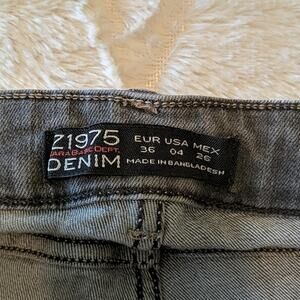 Z1975
ZARA BASIC DEPT.
DENIM
EUR USA MEX
36 04 26
MADE IN BANGLADESH